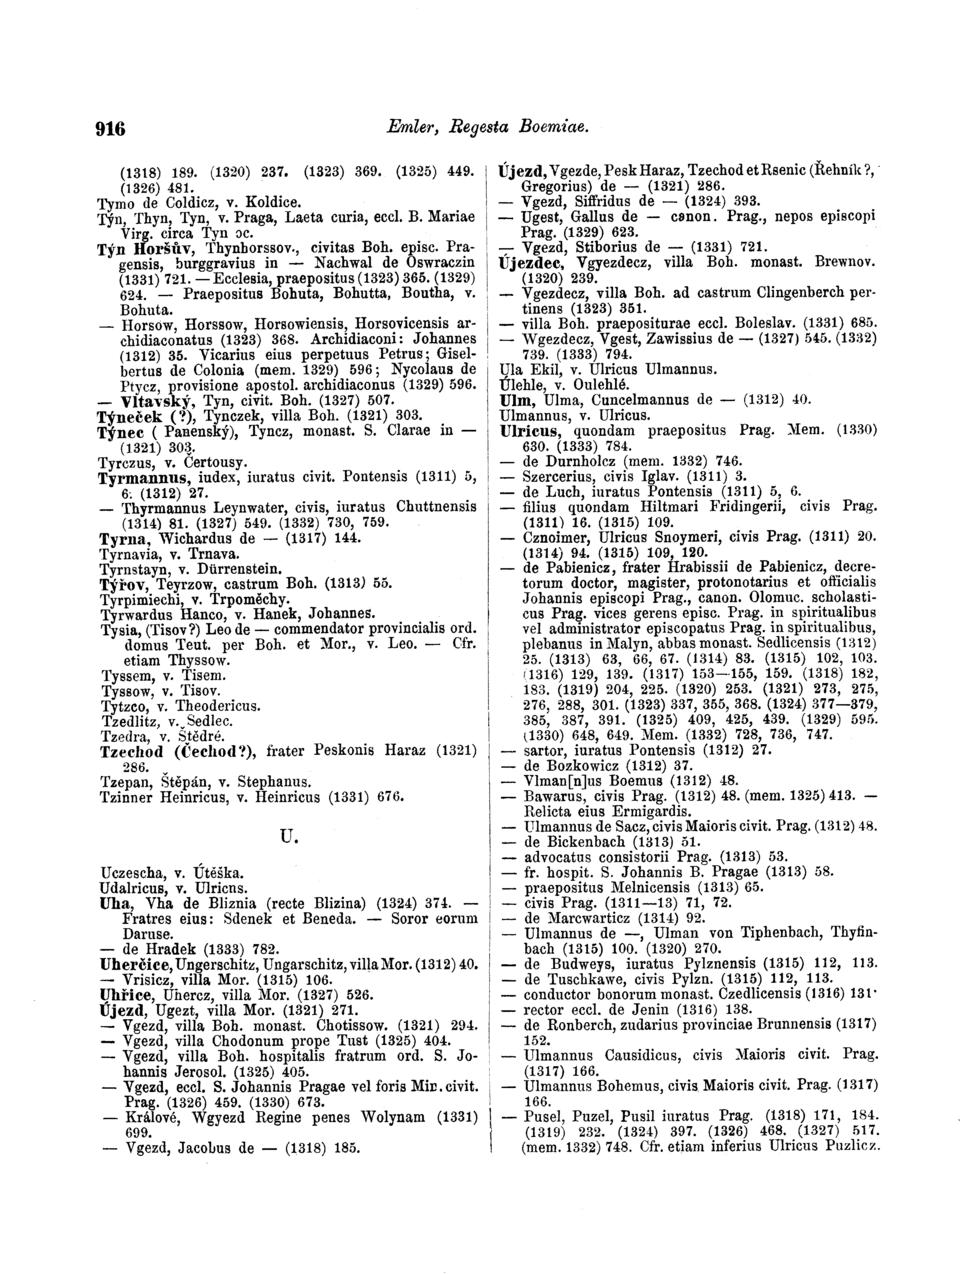 916
Emler, Regesta Boemiae.
(1318) 189. (1320) 237. (1323) 369. (1325) 449.
(1326) 481.
Tymo de Coldicz, v. Koldice.
Týn, Thyn, Tyn, v. Praga, Laeta curia, eccl. B. Mariae
Virg. circa Tyn oc.
Týn Horšův, Thynhorssov., civitas Boh. episc. Pra-
gensis, burggravius in — Nachwal de Oswraczin
(1331) 721. — Ecclesia, praepositus (1323) 365. (1329)
624. — Praepositus Bohuta, Bohutta, Boutha, v.
Bohuta.
— Horsow, Horssow, Horsowiensis, Horsovicensis ar-
chidiaconatus (1323) 368. Archidiaconi: Johannes
(1312) 35. Vicarius eius perpetuus Petrus; Gisel-
bertus de Colonia (mem. 1329) 596; Nycolaus de
Ptycz, provisione apostol. archidiaconus (1329) 596.
— Vltavský, Tyn, civit. Boh. (1327) 507.
Týneček (?), Tynczek, villa Boh. (1321) 303.
Týnec ( Panenský), Tyncz, monast. S. Clarae in —
(1321) 303.
Tyrczus, v. Čertousy.
Tyrmannus, iudex, iuratus civit. Pontensis (1311) 5,
6: (1312) 27.
— Thyrmannus Leynwater, civis, iuratus Chuttnensis
(1314) 81. (1327) 549. (1332) 730, 759.
Tyrna, Wichardus de — (1317) 144.
Tyrnavia, v. Trnava.
Tyrnstayn, v. Dürrenstein.
Týřov, Teyrzow, castrum Boh. (1313) 55.
Tyrpimiechi, v. Trpoměchy.
Tyrwardus Hanco, v. Hanek, Johannes.
Tysia, (Tisov?) Leo de — commendator provincialis ord.
domus Teut. per Boh. et Mor., v. Leo. — Cfr.
etiam Thyssow.
Tyssem, v. Tisem.
Tyssow, v. Tisov.
Tytzco, v. Theodericus.
Tzedlitz, v. Sedlec.
Tzedra, v. Štědré.
Tzechod (Čechod?), frater Peskonis Haraz (1321)
286.
Tzepan, Štěpán, v. Stephanus.
Tzinner Heinricus, v. Heinricus (1331) 676.
U.
Uczescha, v. Útěška.
Udalricus, v. Ulricns.
Uha, Vha de Bliznia (recte Blizina) (1324) 374. —
Fratres eius: Sdenek et Beneda. — Soror eorum
Daruse.
— de Hradek (1333) 782.
Uherčice, Ungerschitz, Ungarschitz, villa Mor. (1312) 40.
— Vrisicz, villa Mor. (1315) 106.
Uhřice, Uhercz, villa Mor. (1327) 526.
Újezd, Ugezt, villa Mor. (1321) 271.
— Vgezd, villa Boh. monast. Chotissow. (1321) 294.
— Vgezd, villa Chodonum prope Tust (1325) 404.
— Vgezd, villa Boh. hospitalis fratrum ord. S. Jo-
hannis Jerosol. (1325) 405.
— Vgezd, eccl. S. Johannis Pragae vel foris Min. civit.
Prag. (1326) 459. (1330) 673.
— Králové, Wgyezd Regine penes Wolynam (1331)
699.
— Vgezd, Jacobus de — (1318) 185.
Újezd, Vgezde, Pesk Haraz, Tzechod et Rsenic (Řehník ?,
Gregorius) de — (1321) 286.
— Vgezd, Siffridus de — (1324) 393.
— Ugest, Gallus de — canon. Prag., nepos episcopi
Prag. (1329) 623.
— Vgezd, Stiborius de — (1331) 721.
Újezdec, Vgyezdecz, villa Boh. monast. Brewnov.
(1320) 239.
— Vgezdecz, villa Boh. ad castrum Clingenberch per-
tinens (1323) 351.
— villa Boh. praepositurae eccl. Boleslav. (1331) 685.
— Wgezdecz, Vgest, Zawissius de — (1327) 545. (1332)
739. (1333) 794.
Ula Ekil, v. Ulricus Ulmannus.
Úlehle, v. Oulehlé.
Ulm, Ulma, Cuncelmannus de — (1312) 40.
Ulmannus, v. Ulricus.
Ulricus, quondam praepositus Prag. Mem. (1330)
630. (1333) 784.
— de Durnholcz (mem. 1332) 746.
— Szercerius, civis Iglav. (1311) 3.
— de Luch, iuratus Pontensis (1311) 5, 6.
— filius quondam Hiltmari Fridingerii, civis Prag.
(1311) 16. (1315) 109.
— Cznoimer, Ulricus Snoymeri, civis Prag. (1311) 20.
(1314) 94. (1315) 109, 120.
— de Pabienicz, frater Hrabissii de Pabienicz, decre-
torum doctor, magister, protonotarius et officialis
Johannis episcopi Prag., canon. Olomuc. scholasti-
cus Prag. vices gerens episc. Prag. in spiritualibus
vel administrator episcopatus Prag. in spiritualibus,
plebanus in Malyn, abbas monast. Sedlicensis (1312)
25. (1313) 63, 66, 67. (1314) 83. (1315) 102, 103.
(1316) 129, 139. (1317) 153—155, 159. (1318) 182,
183. (1319) 204, 225. (1320) 253. (1321) 273, 275,
276, 288, 301. (1323) 337, 355, 368. (1324) 377—379,
385, 387, 391. (1325) 409, 425, 439. (1329) 595.
(1330) 648, 649. Mem. (1332) 728, 736, 747.
— sartor, iuratus Pontensis (1312) 27.
— de Bozkowicz (1312) 37.
— Vlman[n]us Boemus (1312) 48.
— Bawarus, civis Prag. (1312) 48. (mem. 1325) 413. —
Relicta eius Ermigardis.
— Ulmannus de Sacz, civis Maioris civit. Prag. (1312) 48.
— de Bickenbach (1313) 51.
— advocatus consistorii Prag. (1313) 53.
— fr. hospit. S. Johannis B. Pragae (1313) 58.
— praepositus Melnicensis (1313) 65.
— civis Prag. (1311—13) 71, 72.
— de Marcwarticz (1314) 92.
— Ulmannus de —, Ulman von Tiphenbach, Thyfin-
bach (1315) 100. (1320) 270.
— de Budweys, iuratus Pylznensis (1315) 112, 113.
— de Tuschkawe, civis Pylzn. (1315) 112, 113.
— conductor bonorum monast. Czedlicensis (1316) 131·
— rector eccl. de Jenin (1316) 138.
— de Ronberch, zudarius provinciae Brunnensis (1317)
152.
— Ulmannus Causidicus, civis Maioris civit. Prag.
(1317) 166.
— Ulmannus Bohemus, civis Maioris civit. Prag. (1317)
166.
— Pusel, Puzel, Pusil iuratus Prag. (1318) 171, 184.
(1319) 232. (1324) 397. (1326) 468. (1327) 517.
(mem. 1332) 748. Cfr. etiam inferius Ulricus Puzlicz.